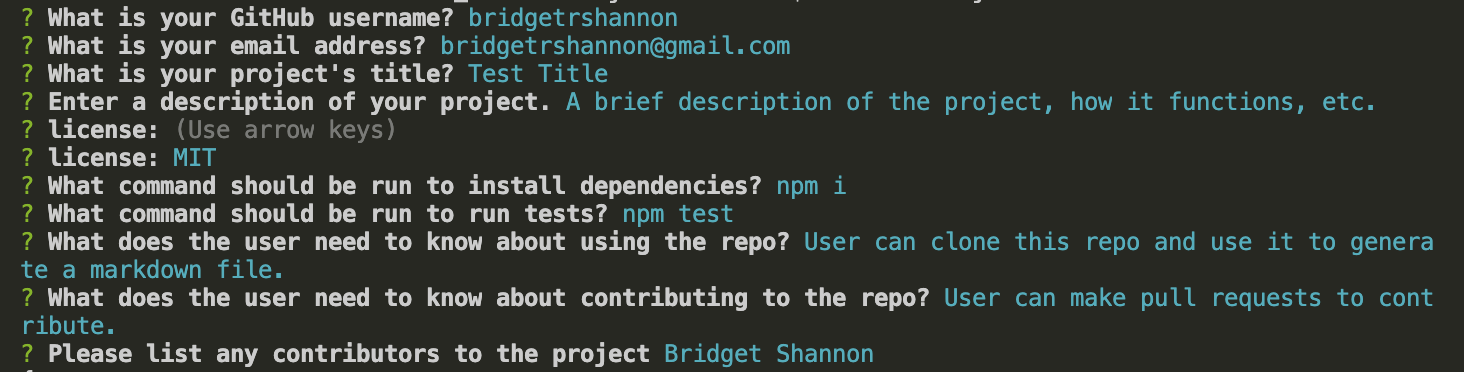 ? What is your GitHub username? bridgetrshannon
? What is your email address? bridgetrshannon@gmail.com
? What is your project's title? Test Title
? Enter a description of your project. A brief description of the project, how it functions, etc.
? license: (Use arrow keys)
? license: MIT
? What command should be run to install dependencies? npm i
? What command should be run to run tests? npm test
? What does the user need to know about using the repo? User can clone this repo and use it to genera
te a markdown file.
? What does the user need to know about contributing to the repo? User can make pull requests to cont
ribute.
? Please list any contributors to the project Bridget Shannon